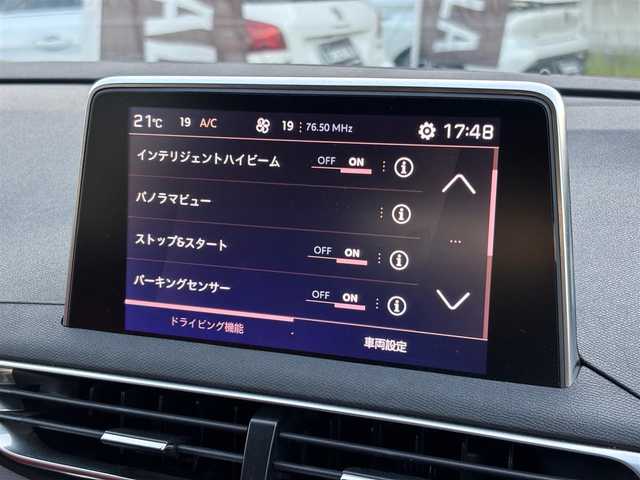 21℃ 19 A/C 19 76.50 MHz 17:48
インテリジェントハイビーム OFF ON
パノラマビュー
ストップ&スタート OFF ON
パーキングセンサー OFF ON
ドライビング機能 車両設定